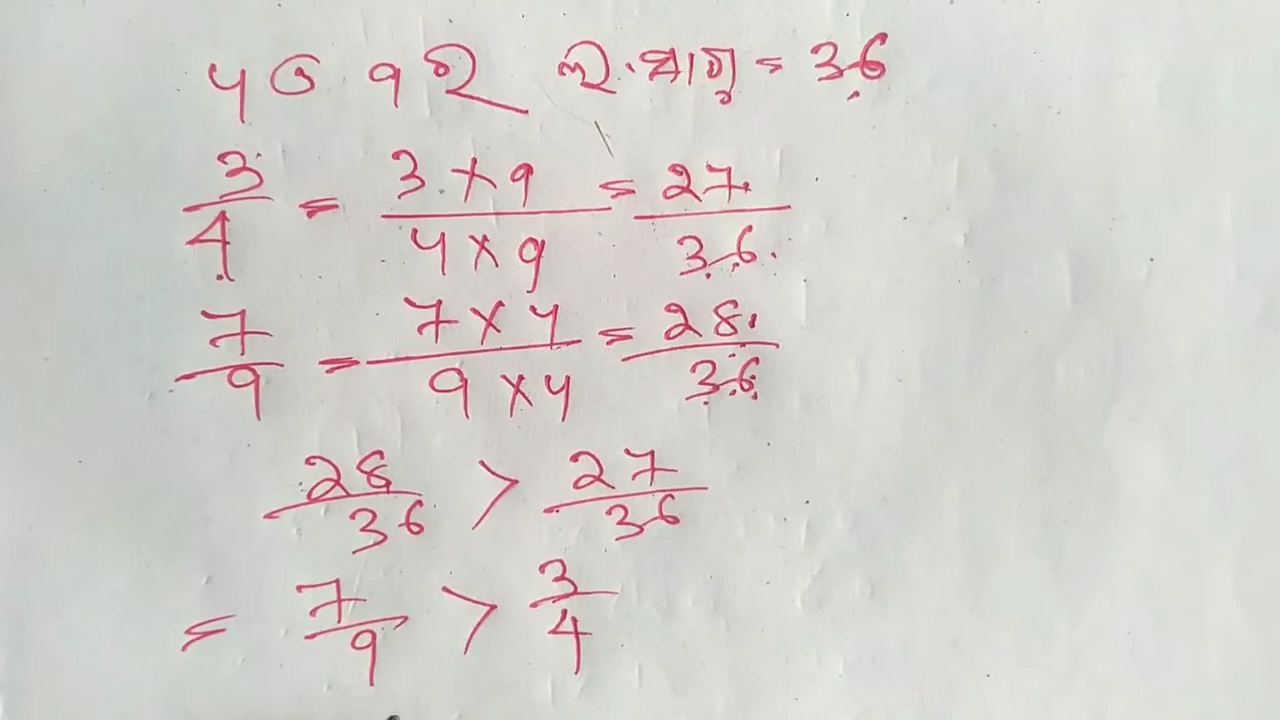 4 ଓ 9 ର ଲ.ସା.ଗୁ = 36
3/4 = 3 × 9 / 4 × 9 = 27/36
7/9 = 7 × 4 / 9 × 4 = 28/36
28/36 > 27/36
= 7/9 > 3/4